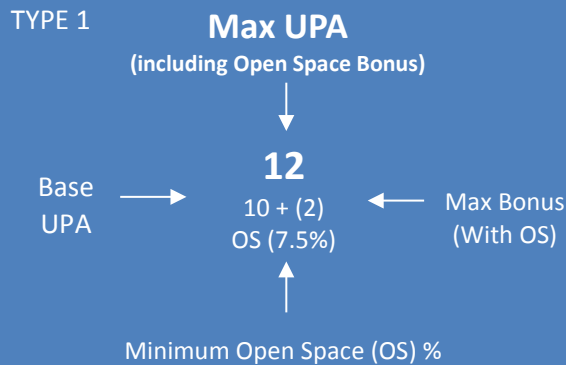 TYPE 1
Max UPA
(including Open Space Bonus)
12
Base
UPA
10 + (2)
OS (7.5%)
Max Bonus
(With OS)
Minimum Open Space (OS) %